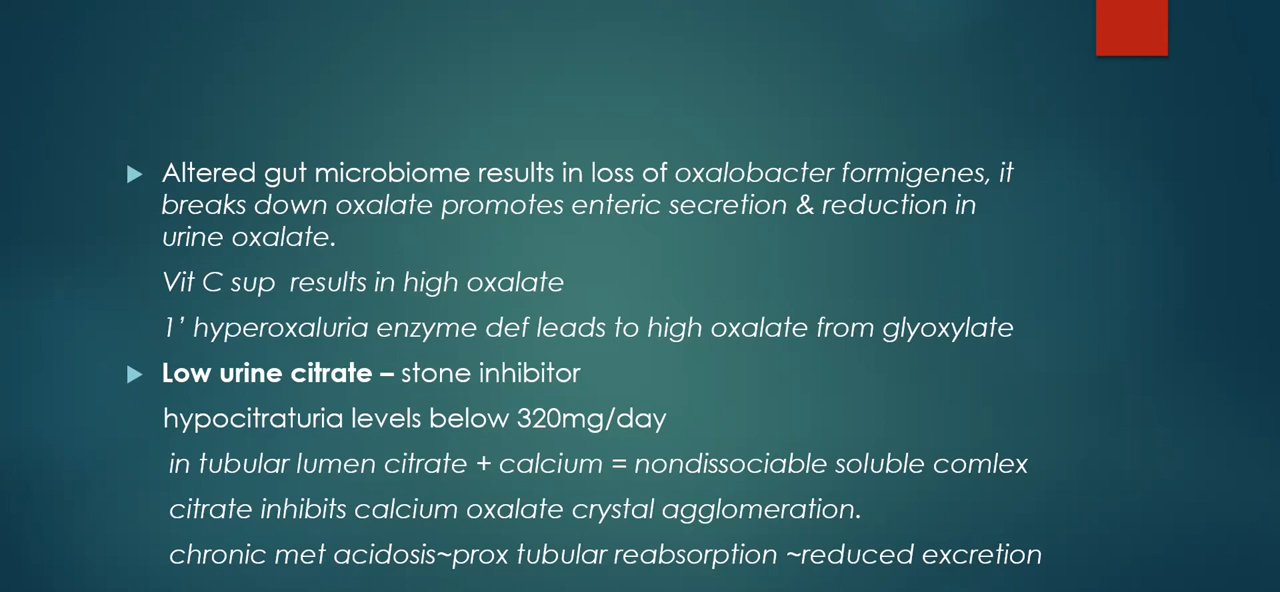 Altered gut microbiome results in loss of oxalobacter formigenes, it
breaks down oxalate promotes enteric secretion & reduction in
urine oxalate.
Vit C sup  results in high oxalate
1’ hyperoxaluria enzyme def leads to high oxalate from glyoxylate
Low urine citrate – stone inhibitor
hypocitraturia levels below 320mg/day
in tubular lumen citrate + calcium = nondissociable soluble comlex
citrate inhibits calcium oxalate crystal agglomeration.
chronic met acidosis~prox tubular reabsorption ~reduced excretion